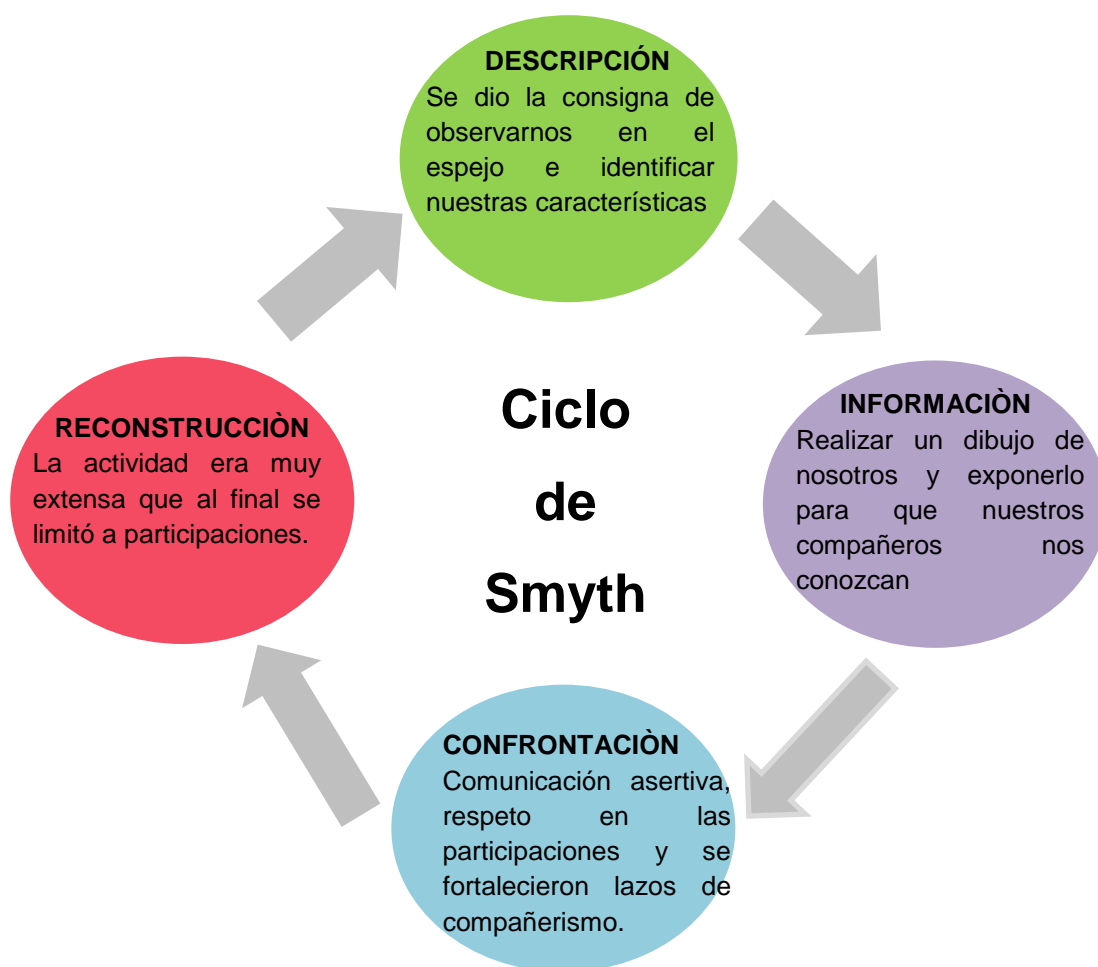 DESCRIPCIÓN
Se dio la consigna de
observarnos en el
espejo e identificar
nuestras características
INFORMACIÒN
Realizar un dibujo de
nosotros y exponerlo
para que nuestros
compañeros nos
conozcan
CONFRONTACIÒN
Comunicación asertiva,
respeto en las
participaciones y se
fortalecieron lazos de
compañerismo.
RECONSTRUCCIÒN
La actividad era muy
extensa que al final se
limitó a participaciones.
Ciclo
de
Smyth